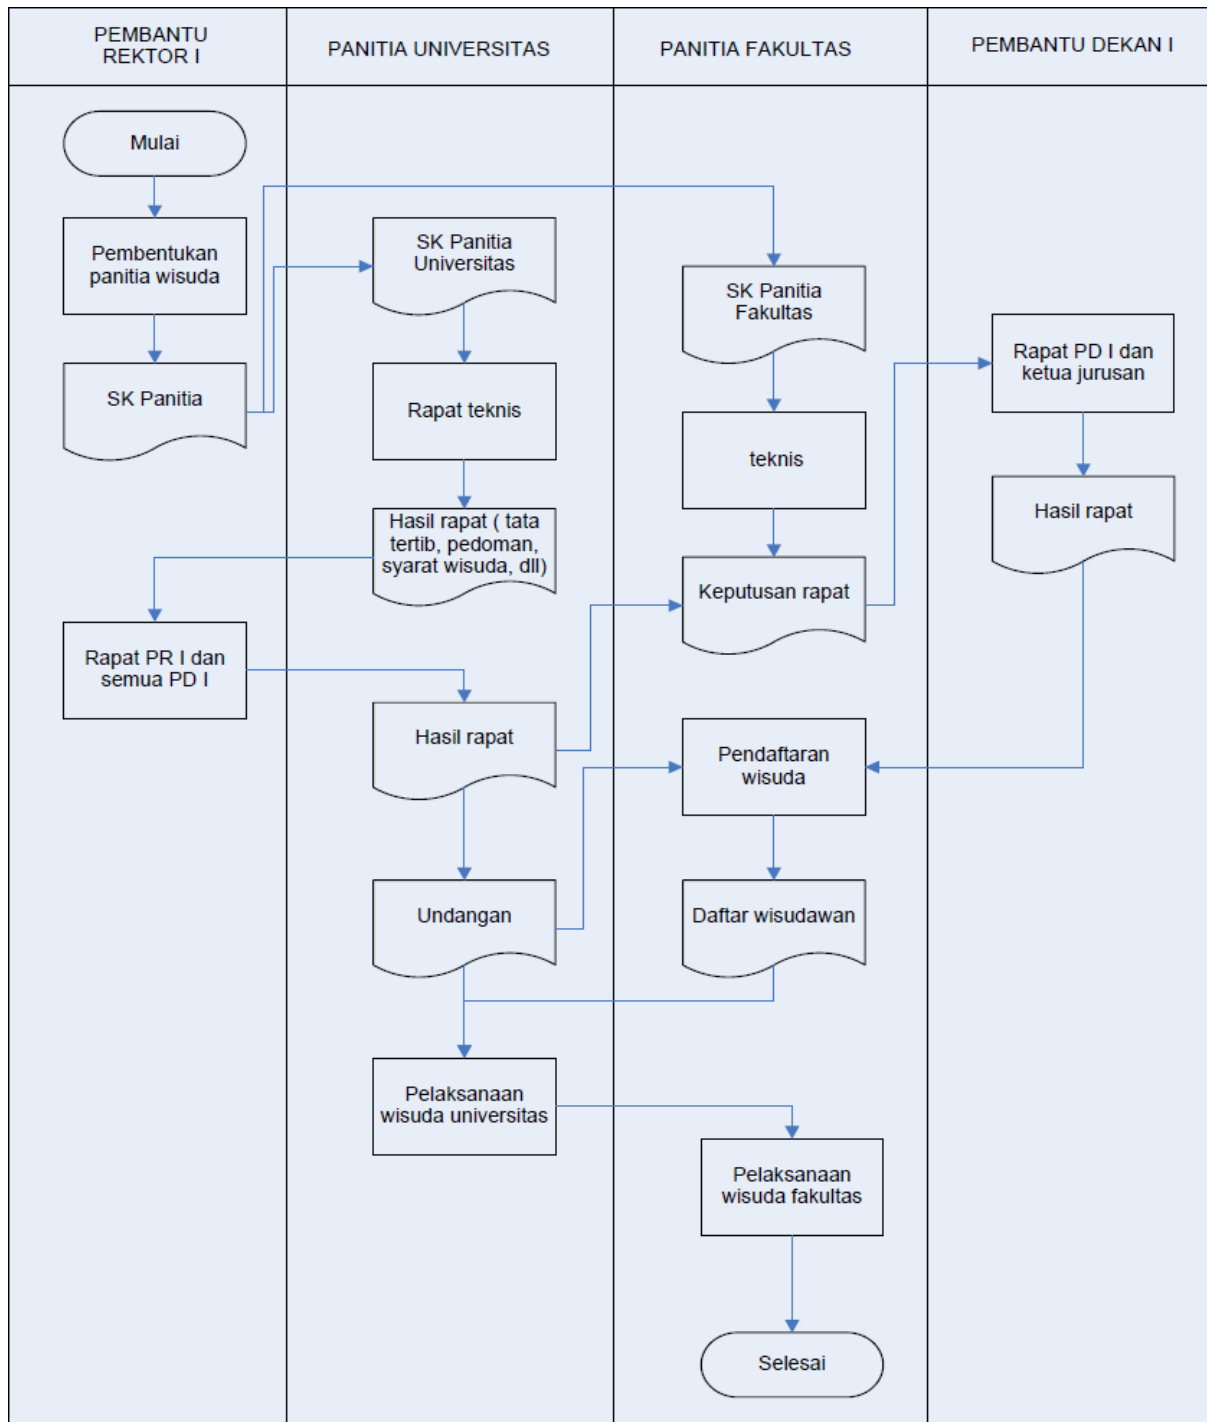 PEMBANTU
REKTOR I
PANITIA UNIVERSITAS
PANITIA FAKULTAS
PEMBANTU DEKAN I
Mulai
Pembentukan
panitia wisuda
SK Panitia
Rapat PR I dan
semua PD I
SK Panitia
Universitas
Rapat teknis
Hasil rapat ( tata
tertib, pedoman,
syarat wisuda, dll)
Hasil rapat
Undangan
Pelaksanaan
wisuda universitas
SK Panitia
Fakultas
teknis
Keputusan rapat
Pendaftaran
wisuda
Daftar wisudawan
Pelaksanaan
wisuda fakultas
Selesai
Rapat PD I dan
ketua jurusan
Hasil rapat